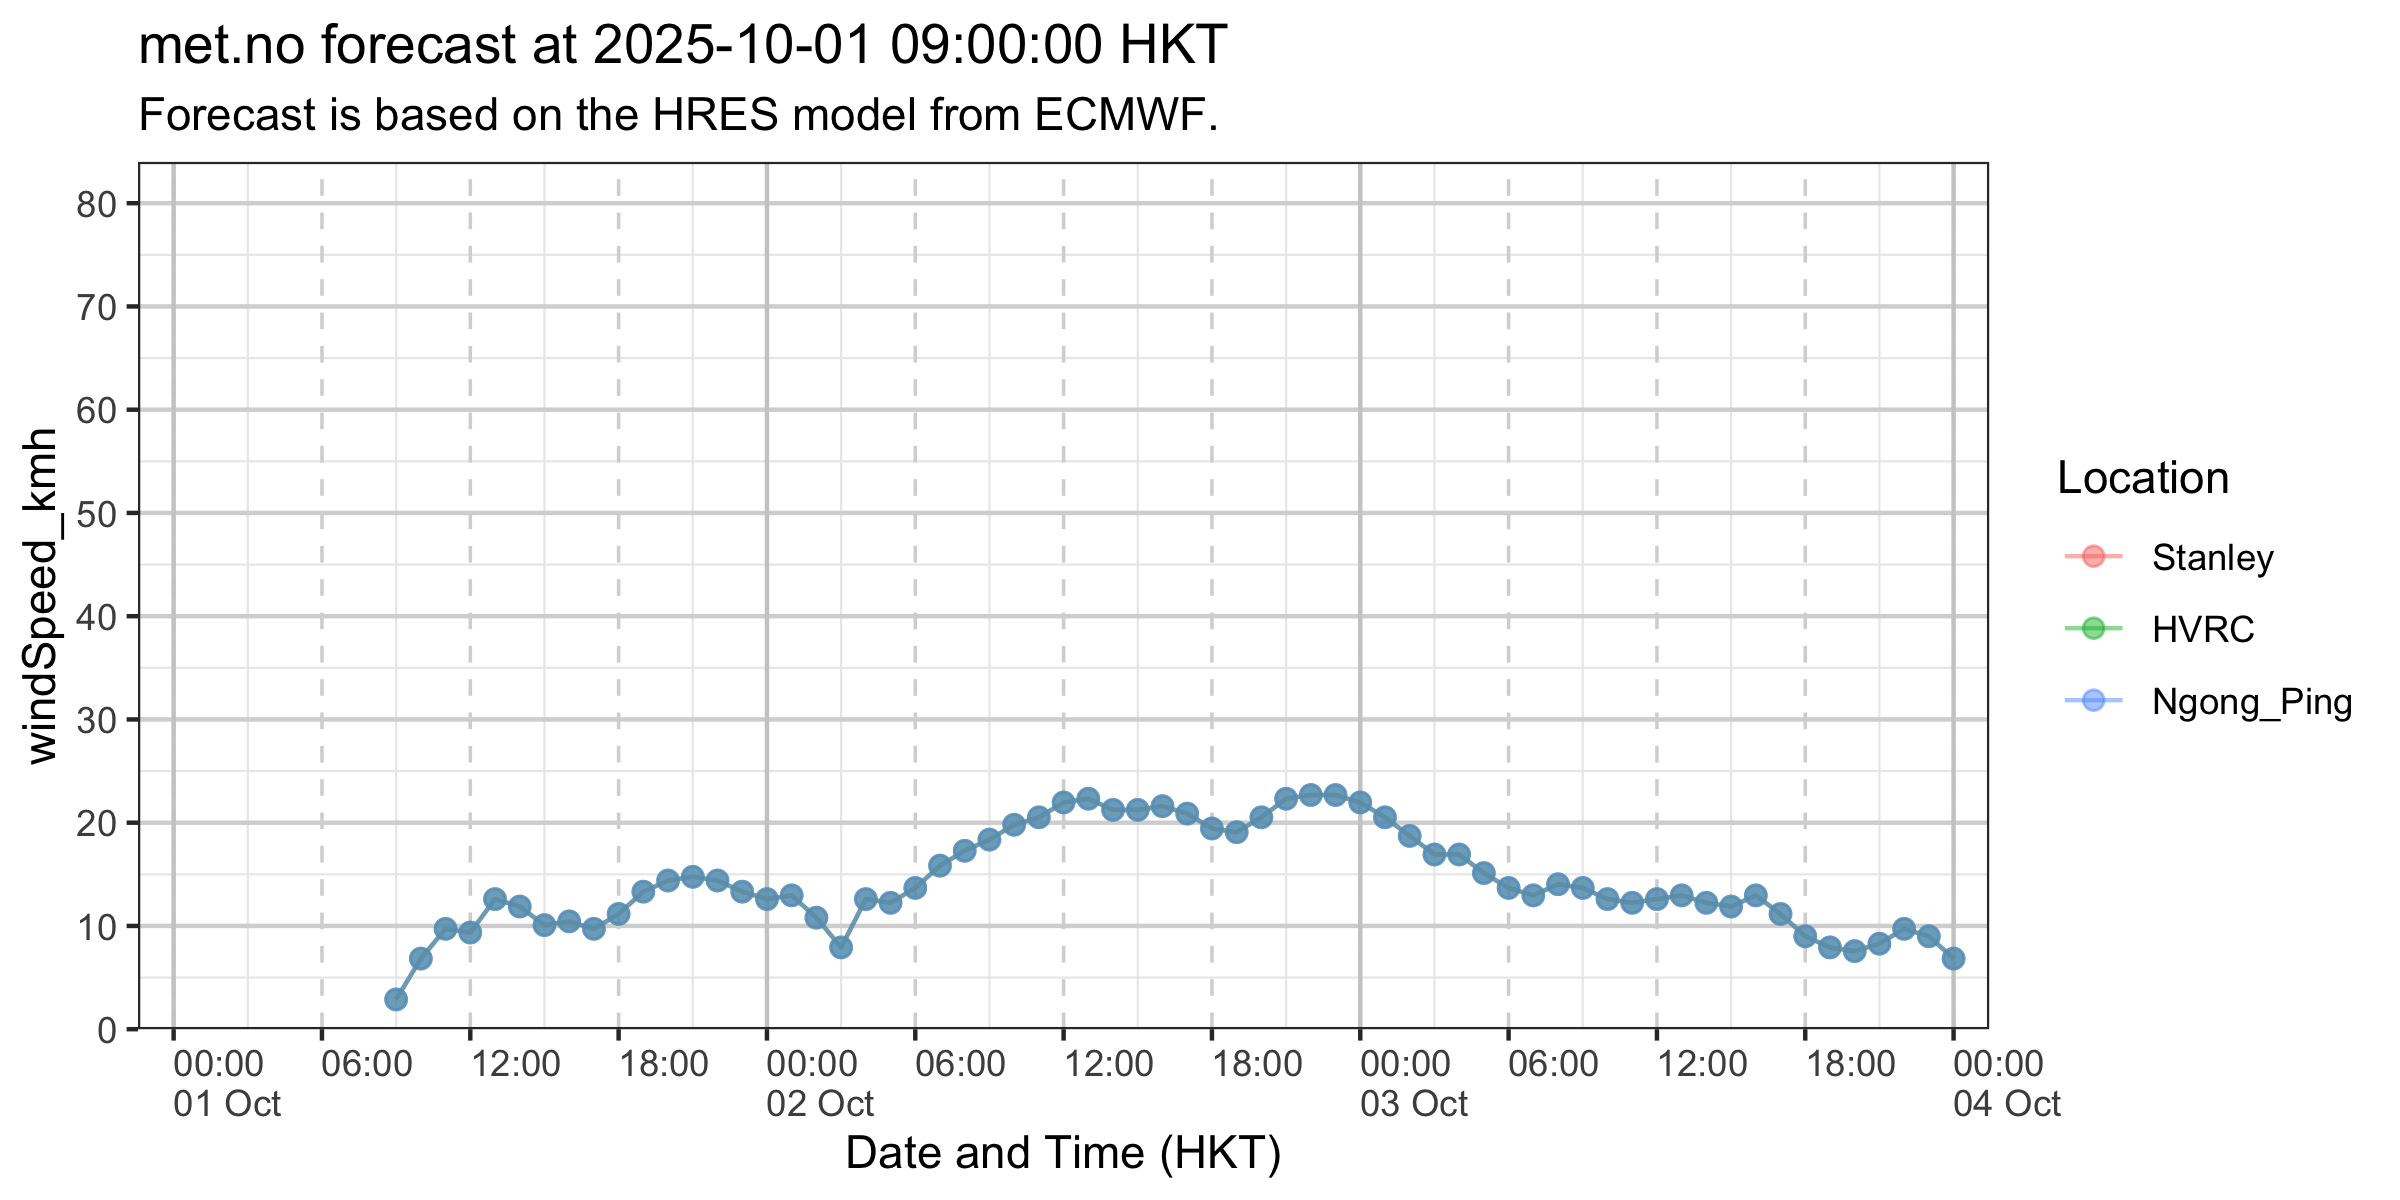 met.no forecast at 2025-10-01 09:00:00 HKT
Forecast is based on the HRES model from ECMWF.
windSpeed_kmh
80
70
60
50
40
30
20
10
0
00:00 06:00 12:00 18:00 00:00 06:00 12:00 18:00 00:00 06:00 12:00 18:00 00:00
01 Oct 02 Oct 03 Oct 04 Oct
Date and Time (HKT)
Location
Stanley
HVRC
Ngong_Ping